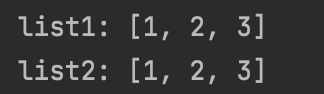 list1: [1, 2, 3]
list2: [1, 2, 3]